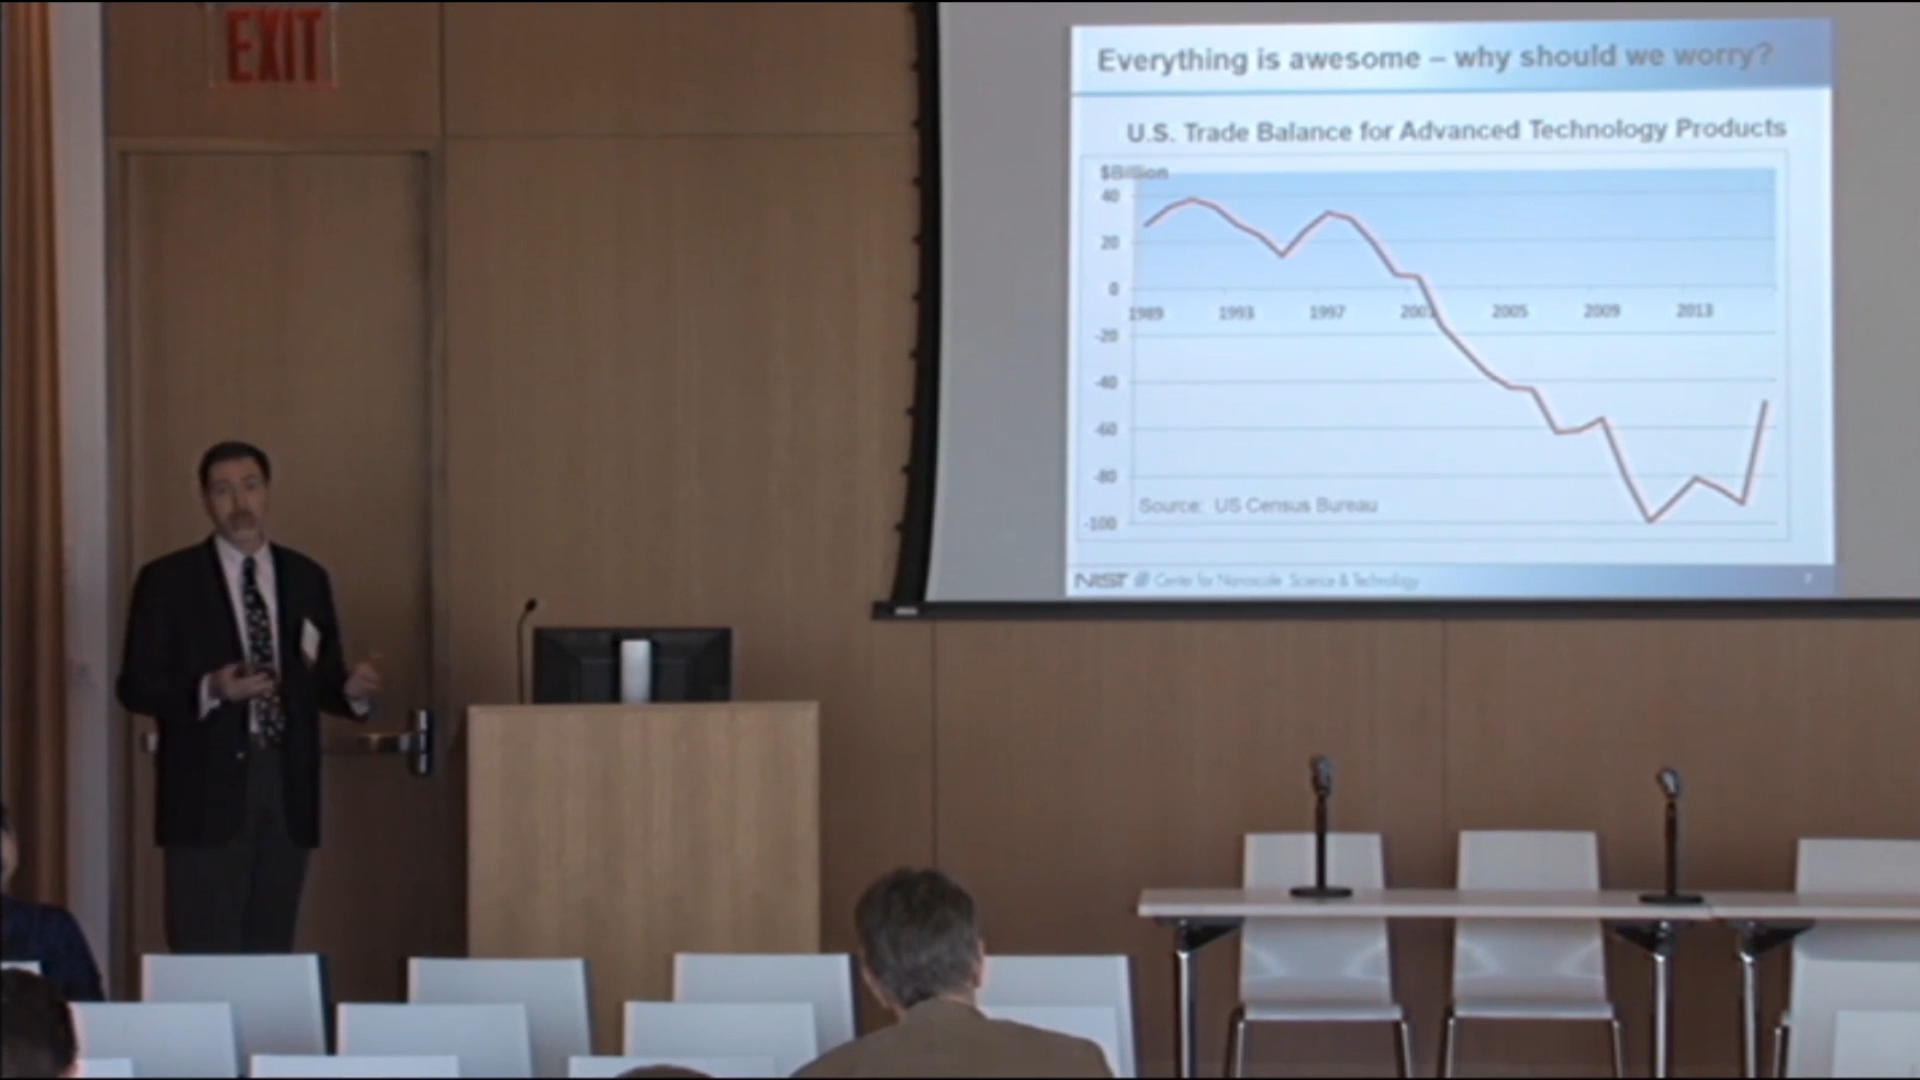 EXIT
Everything is awesome – why should we worry?
U.S. Trade Balance for Advanced Technology Products
$Billion
40
20
0
1989 1993 1997 2001 2005 2009 2013
-20
-40
-60
-80
Source: US Census Bureau
-100
NIST Center for Nanoscale Science & Technology
7